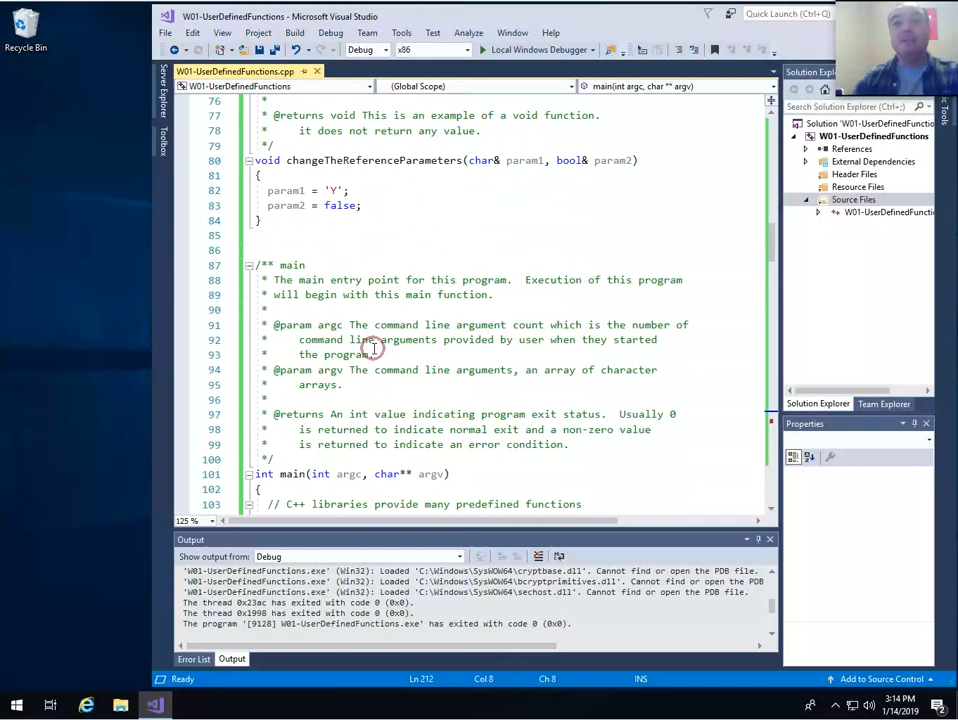 Recycle Bin
W01-UserDefinedFunctions - Microsoft Visual Studio
Quick Launch (Ctrl+Q)
File Edit View Project Build Debug Team Tools Test Analyze Window Help
Debug x86 Local Windows Debugger
Server Explorer
Toolbox
W01-UserDefinedFunctions.cpp
W01-UserDefinedFunctions (Global Scope) main(int argc, char ** argv)
76 *
77 * @returns void This is an example of a void function.
78 * it does not return any value.
79 */
80 void changeTheReferenceParameters(char& param1, bool& param2)
81 {
82 param1 = 'Y';
83 param2 = false;
84 }
85
86
87 /** main
88 * The main entry point for this program. Execution of this program
89 * will begin with this main function.
90 *
91 * @param argc The command line argument count which is the number of
92 * command line arguments provided by user when they started
93 * the program.
94 * @param argv The command line arguments, an array of character
95 * arrays.
96 *
97 * @returns An int value indicating program exit status. Usually 0
98 * is returned to indicate normal exit and a non-zero value
99 * is returned to indicate an error condition.
100 */
101 int main(int argc, char** argv)
102 {
103 // C++ libraries provide many predefined functions
125 %
Solution Explor
Search Solution Explorer (Ctrl+;)
Solution 'W01-UserDefinedFunctio
W01-UserDefinedFunctions
References
External Dependencies
Header Files
Resource Files
Source Files
W01-UserDefinedFunctio
Solution Explorer Team Explorer
Properties
Output
Show output from: Debug
'W01-UserDefinedFunctions.exe' (Win32): Loaded 'C:\Windows\SysWOW64\cryptbase.dll'. Cannot find or open the PDB file.
'W01-UserDefinedFunctions.exe' (Win32): Loaded 'C:\Windows\SysWOW64\bcryptprimitives.dll'. Cannot find or open the PDB
'W01-UserDefinedFunctions.exe' (Win32): Loaded 'C:\Windows\SysWOW64\sechost.dll'. Cannot find or open the PDB file.
The thread 0x23ac has exited with code 0 (0x0).
The thread 0x1998 has exited with code 0 (0x0).
The program '[9128] W01-UserDefinedFunctions.exe' has exited with code 0 (0x0).
Error List Output
Ready Ln 212 Col 8 Ch 8 INS Add to Source Control
3:14 PM
1/14/2019
2